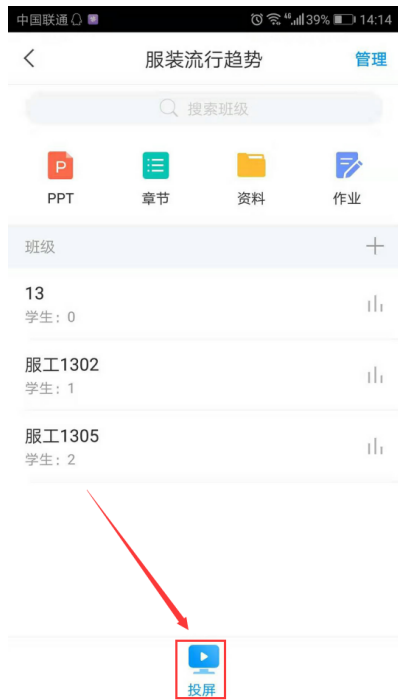 中国联通 46 39% 14:14
服装流行趋势 管理
搜索班级
P
PPT 章节 资料 作业
班级
13
学生：0
服工1302
学生：1
服工1305
学生：2
投屏